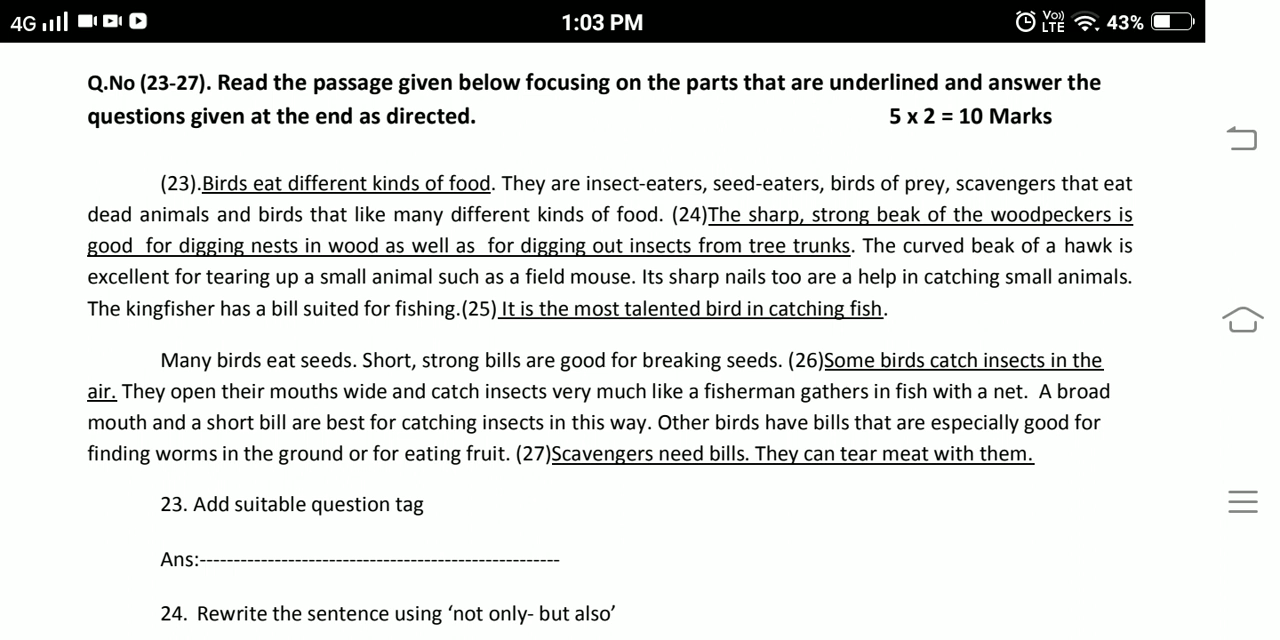 4G 1:03 PM Vo)) LTE 43%
Q.No (23-27). Read the passage given below focusing on the parts that are underlined and answer the
questions given at the end as directed. 5 x 2 = 10 Marks
(23).Birds eat different kinds of food. They are insect-eaters, seed-eaters, birds of prey, scavengers that eat
dead animals and birds that like many different kinds of food. (24)The sharp, strong beak of the woodpeckers is
good for digging nests in wood as well as for digging out insects from tree trunks. The curved beak of a hawk is
excellent for tearing up a small animal such as a field mouse. Its sharp nails too are a help in catching small animals.
The kingfisher has a bill suited for fishing.(25) It is the most talented bird in catching fish.
Many birds eat seeds. Short, strong bills are good for breaking seeds. (26)Some birds catch insects in the
air. They open their mouths wide and catch insects very much like a fisherman gathers in fish with a net. A broad
mouth and a short bill are best for catching insects in this way. Other birds have bills that are especially good for
finding worms in the ground or for eating fruit. (27)Scavengers need bills. They can tear meat with them.
23. Add suitable question tag
Ans:-----------------------------------------------------
24. Rewrite the sentence using ‘not only- but also’